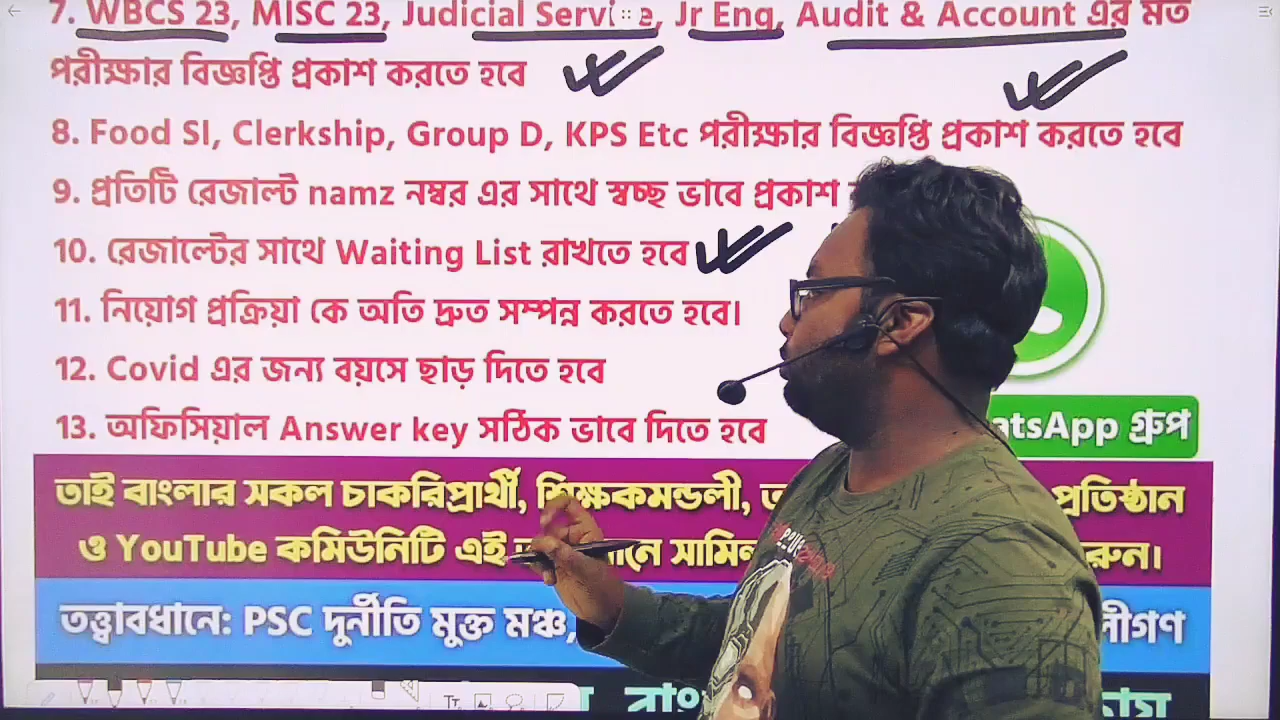 7. WBCS 23, MISC 23, Judicial Service, Jr Eng, Audit & Account এর মত
পরীক্ষার বিজ্ঞপ্তি প্রকাশ করতে হবে
8. Food SI, Clerkship, Group D, KPS Etc পরীক্ষার বিজ্ঞপ্তি প্রকাশ করতে হবে
9. প্রতিটি রেজাল্ট namz নম্বর এর সাথে স্বচ্ছ ভাবে প্রকাশ
10. রেজাল্টের সাথে Waiting List রাখতে হবে
11. নিয়োগ প্রক্রিয়া কে অতি দ্রুত সম্পন্ন করতে হবে।
12. Covid এর জন্য বয়সে ছাড় দিতে হবে
13. অফিসিয়াল Answer key সঠিক ভাবে দিতে হবে
atsApp গ্রুপ
তাই বাংলার সকল চাকরিপ্রার্থী, শিক্ষকমন্ডলী, প্রতিষ্ঠান
ও YouTube কমিউনিটি এই সামিল রুন।
তত্ত্বাবধানে: PSC দুর্নীতি মুক্ত মঞ্চ, লীগণ